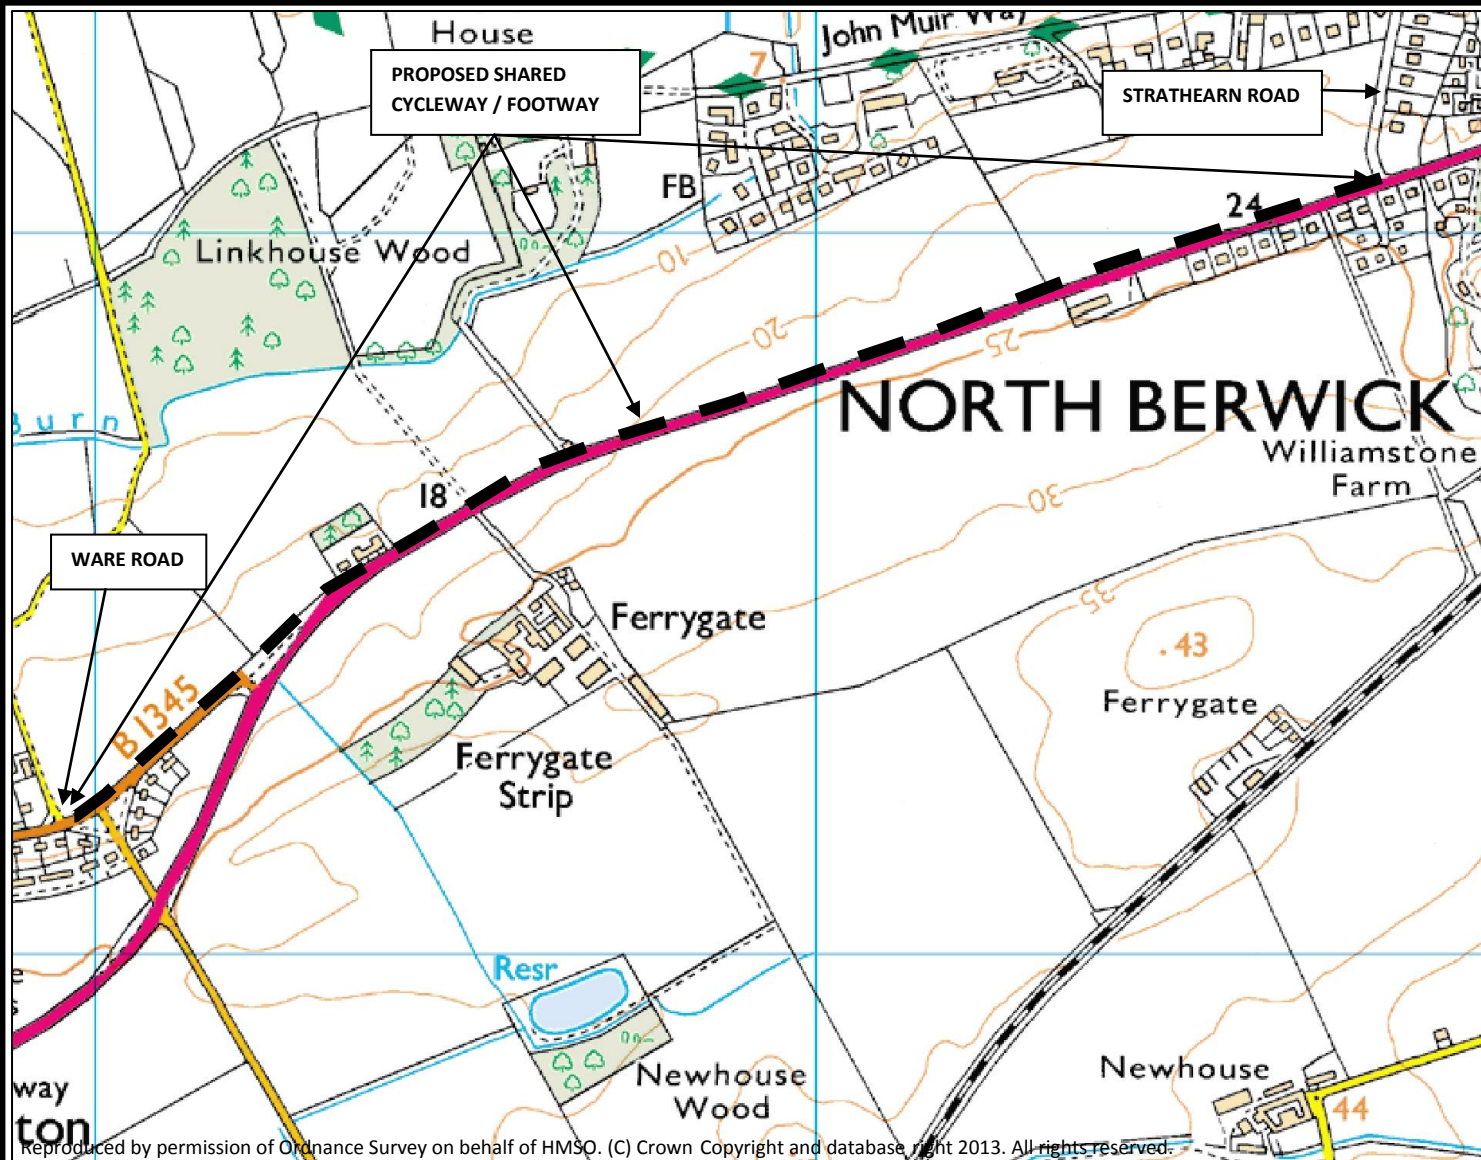 House
John Muir Way
PROPOSED SHARED
CYCLEWAY / FOOTWAY
7
STRATHEARN ROAD
FB
24
Linkhouse Wood
10
20
25
NORTH BERWICK
Burn
Williamstone
Farm
18
30
WARE ROAD
35
Ferrygate
43
B1345
Ferrygate
Ferrygate
Strip
Resr
e
s
Newhouse
Wood
Newhouse
way
ton
44
Reproduced by permission of Ordnance Survey on behalf of HMSO. (C) Crown Copyright and database right 2013. All rights reserved.